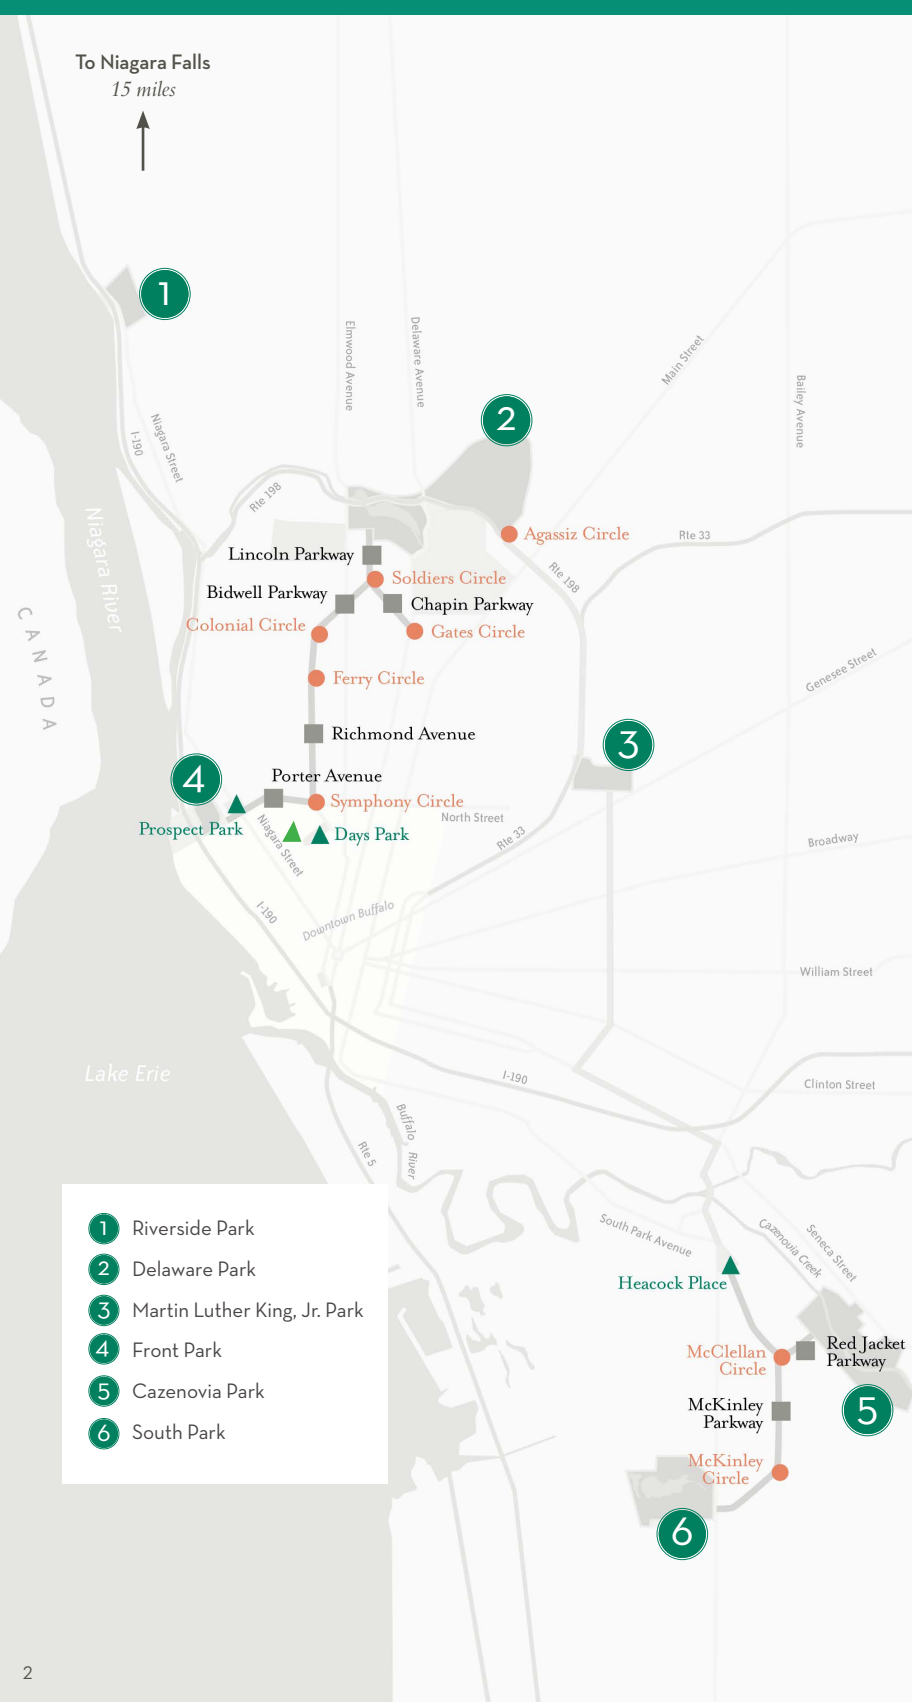 To Niagara Falls
15 miles
1
Elmwood Avenue
Delaware Avenue
Main Street
Bailey Avenue
2
I-190
Niagara Street
Rte 198
Niagara River
CANADA
Agassiz Circle
Rte 33
Lincoln Parkway
Soldiers Circle
Rte 198
Bidwell Parkway
Chapin Parkway
Colonial Circle
Gates Circle
Ferry Circle
Genesee Street
Richmond Avenue
3
4
Porter Avenue
Symphony Circle
Prospect Park
Niagara Street
Days Park
North Street
Rte 33
Broadway
I-190
Downtown Buffalo
William Street
Lake Erie
I-190
Clinton Street
Buffalo River
Rte 5
South Park Avenue
Cazenovia Creek
Seneca Street
Heacock Place
1 Riverside Park
2 Delaware Park
3 Martin Luther King, Jr. Park
4 Front Park
5 Cazenovia Park
6 South Park
McClellan
Circle
Red Jacket
Parkway
McKinley
Parkway
5
McKinley
Circle
6
2